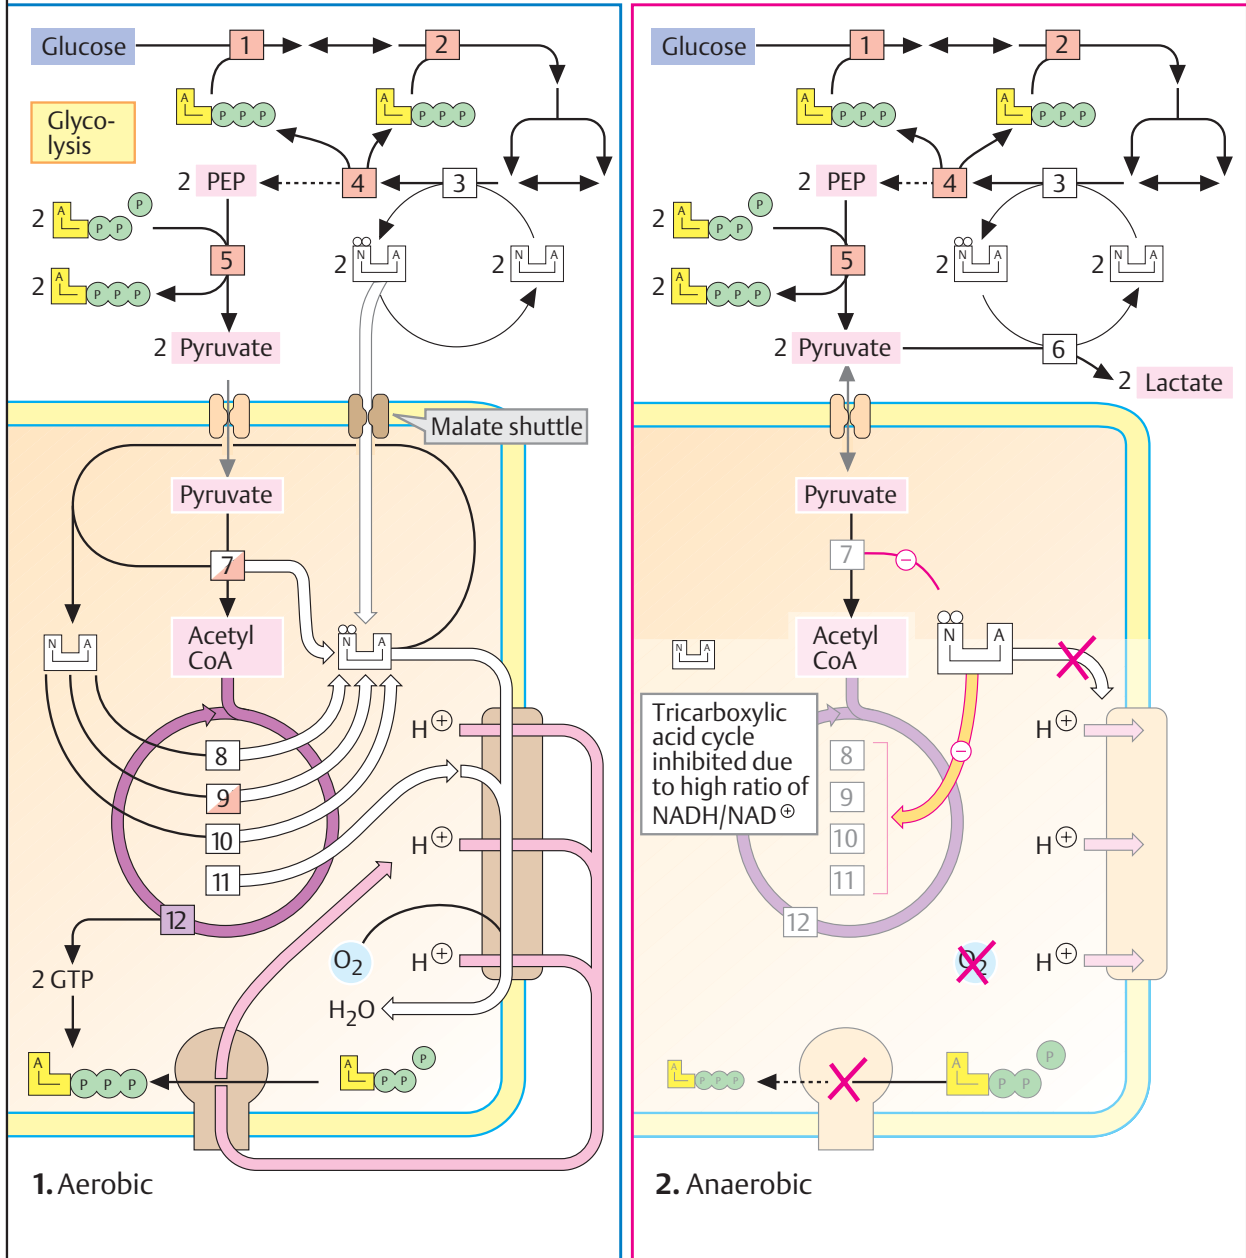 Glucose
1
2
A
P P P
A
P P P
Glyco-
lysis
2 PEP
4
3
2
A
P P
P
5
2
A
P P P
2
N A
2
N A
2 Pyruvate
Malate shuttle
Pyruvate
7
N A
Acetyl
CoA
N A
8
9
10
11
12
H⊕
H⊕
H⊕
O₂
H₂O
2 GTP
A
P P P
A
P P
P
1. Aerobic
Glucose
1
2
A
P P P
A
P P P
2 PEP
4
3
2
A
P P
P
5
2
A
P P P
2
N A
2
N A
2 Pyruvate
6
2 Lactate
Pyruvate
7
−
N A
Acetyl
CoA
N A
Tricarboxylic
acid cycle
inhibited due
to high ratio of
NADH/NAD⊕
−
8
9
10
11
12
H⊕
H⊕
H⊕
O₂
A
P P P
A
P P
P
2. Anaerobic